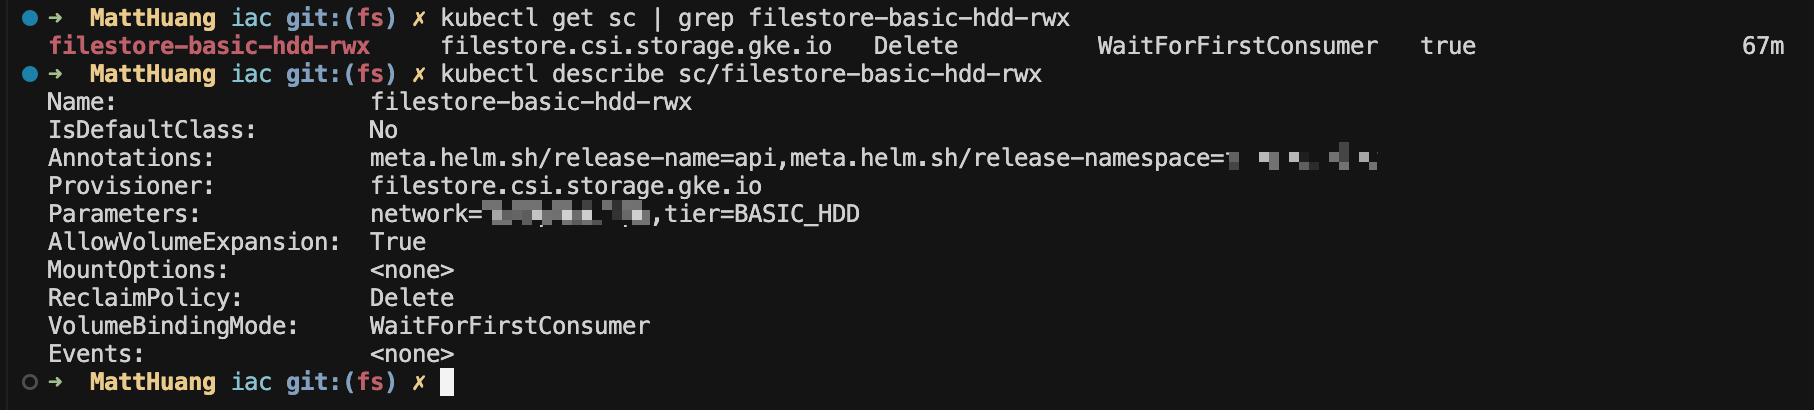 ➜ MattHuang iac git:(fs) ✗ kubectl get sc | grep filestore-basic-hdd-rwx
filestore-basic-hdd-rwx filestore.csi.storage.gke.io Delete WaitForFirstConsumer true 67m
➜ MattHuang iac git:(fs) ✗ kubectl describe sc/filestore-basic-hdd-rwx
Name: filestore-basic-hdd-rwx
IsDefaultClass: No
Annotations: meta.helm.sh/release-name=api,meta.helm.sh/release-namespace=
Provisioner: filestore.csi.storage.gke.io
Parameters: network= ,tier=BASIC_HDD
AllowVolumeExpansion: True
MountOptions: <none>
ReclaimPolicy: Delete
VolumeBindingMode: WaitForFirstConsumer
Events: <none>
➜ MattHuang iac git:(fs) ✗